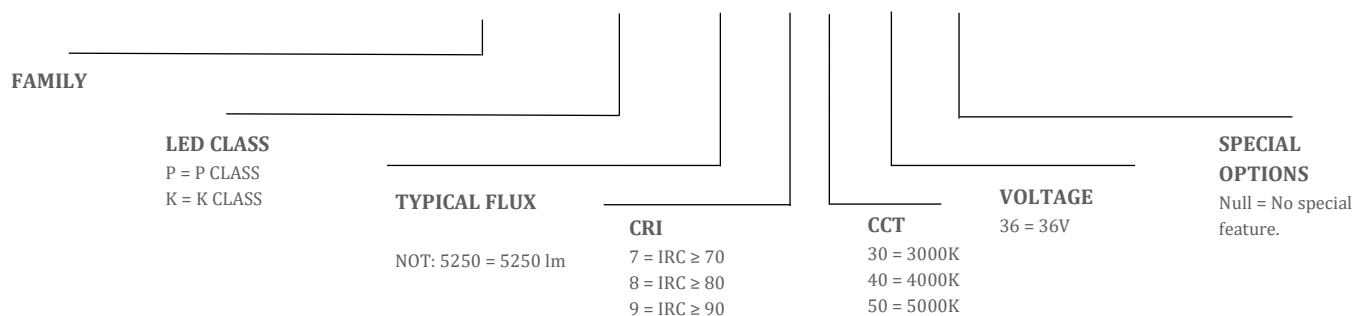 FAMILY
LED CLASS
P = P CLASS
K = K CLASS
TYPICAL FLUX
NOT: 5250 = 5250 lm
CRI
7 = IRC ≥ 70
8 = IRC ≥ 80
9 = IRC ≥ 90
CCT
30 = 3000K
40 = 4000K
50 = 5000K
VOLTAGE
36 = 36V
SPECIAL
OPTIONS
Null = No special
feature.